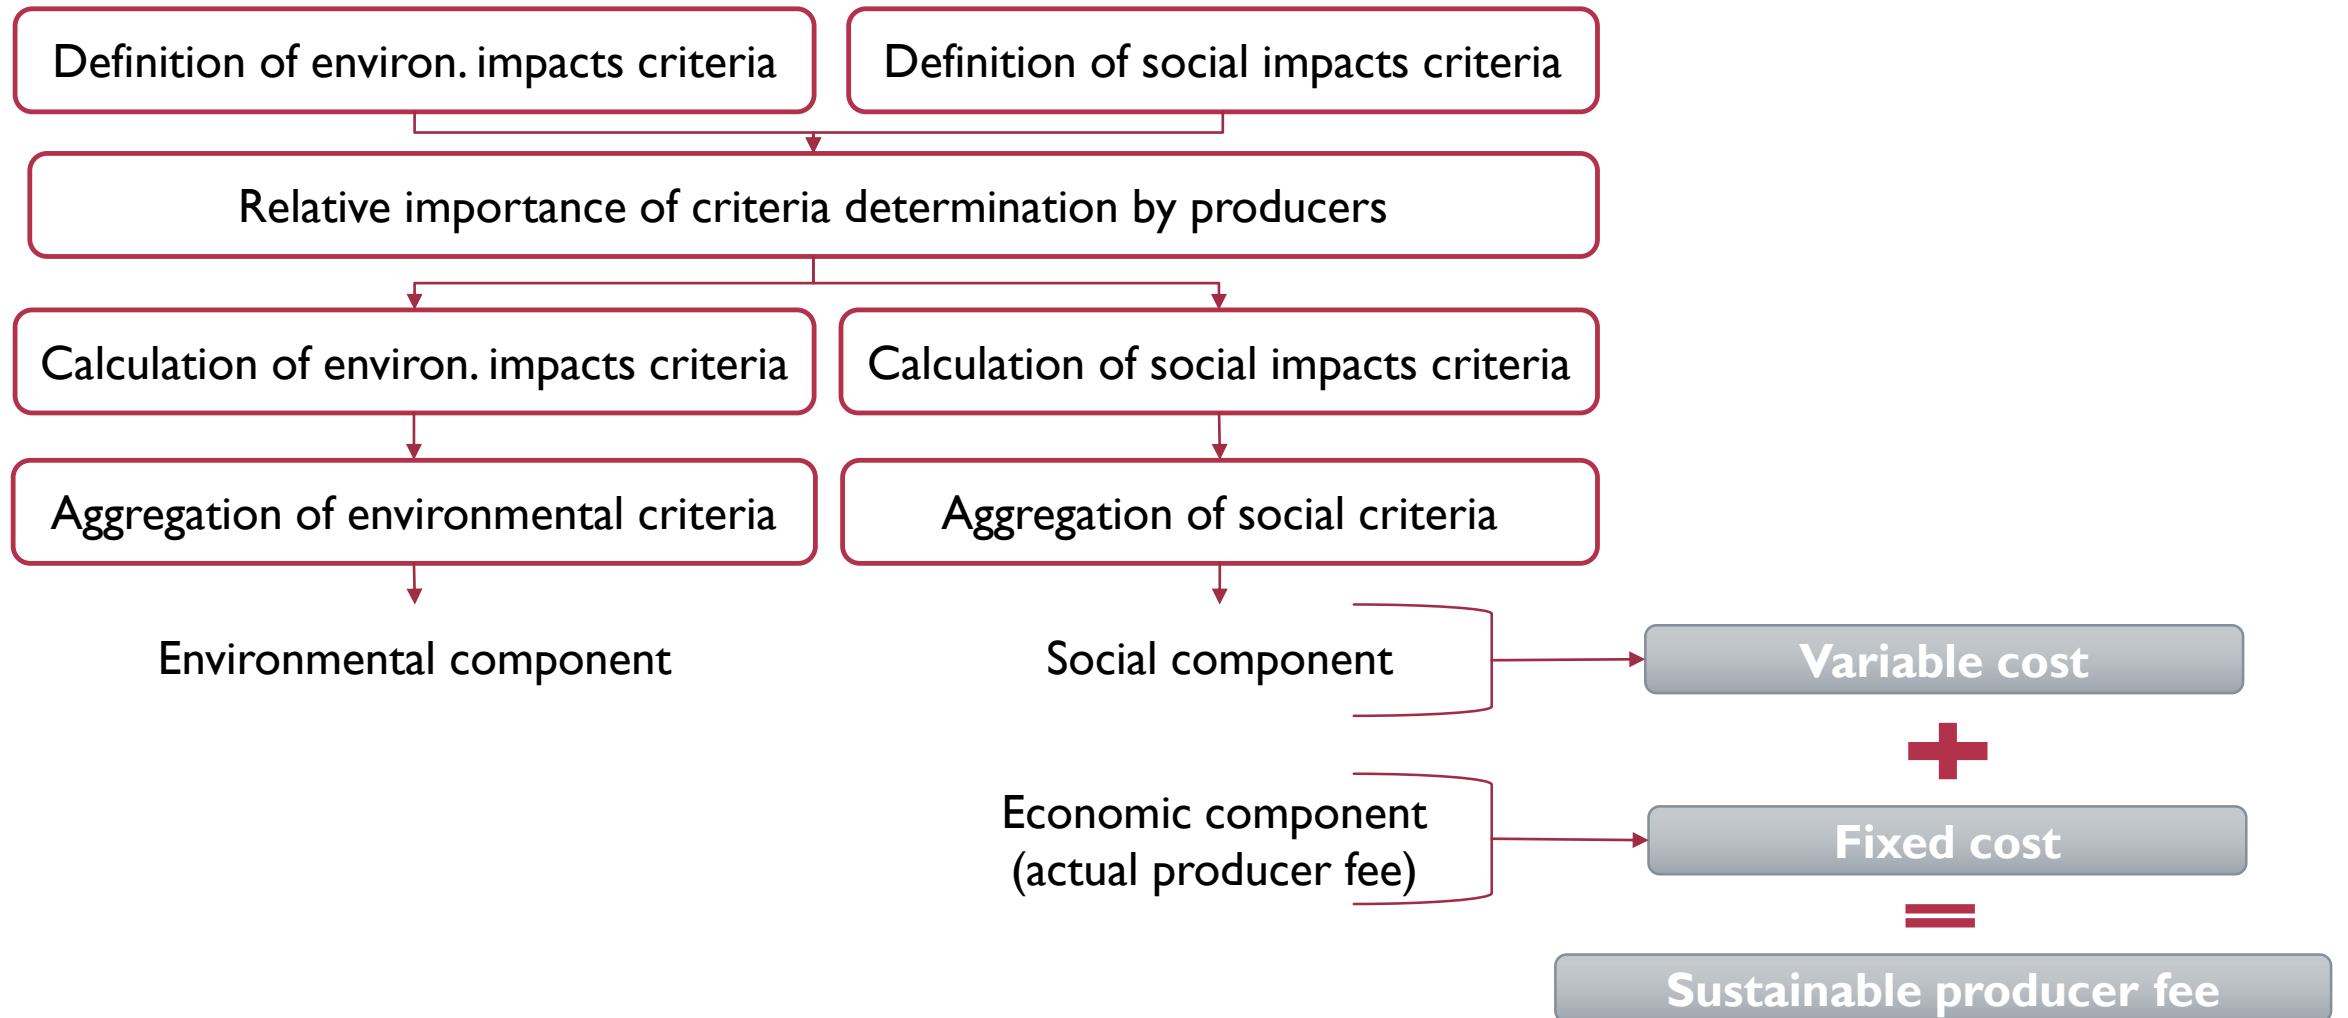 Definition of environ. impacts criteria
Definition of social impacts criteria
Relative importance of criteria determination by producers
Calculation of environ. impacts criteria
Calculation of social impacts criteria
Aggregation of environmental criteria
Aggregation of social criteria
Environmental component
Social component
Variable cost
Economic component
(actual producer fee)
Fixed cost
Sustainable producer fee